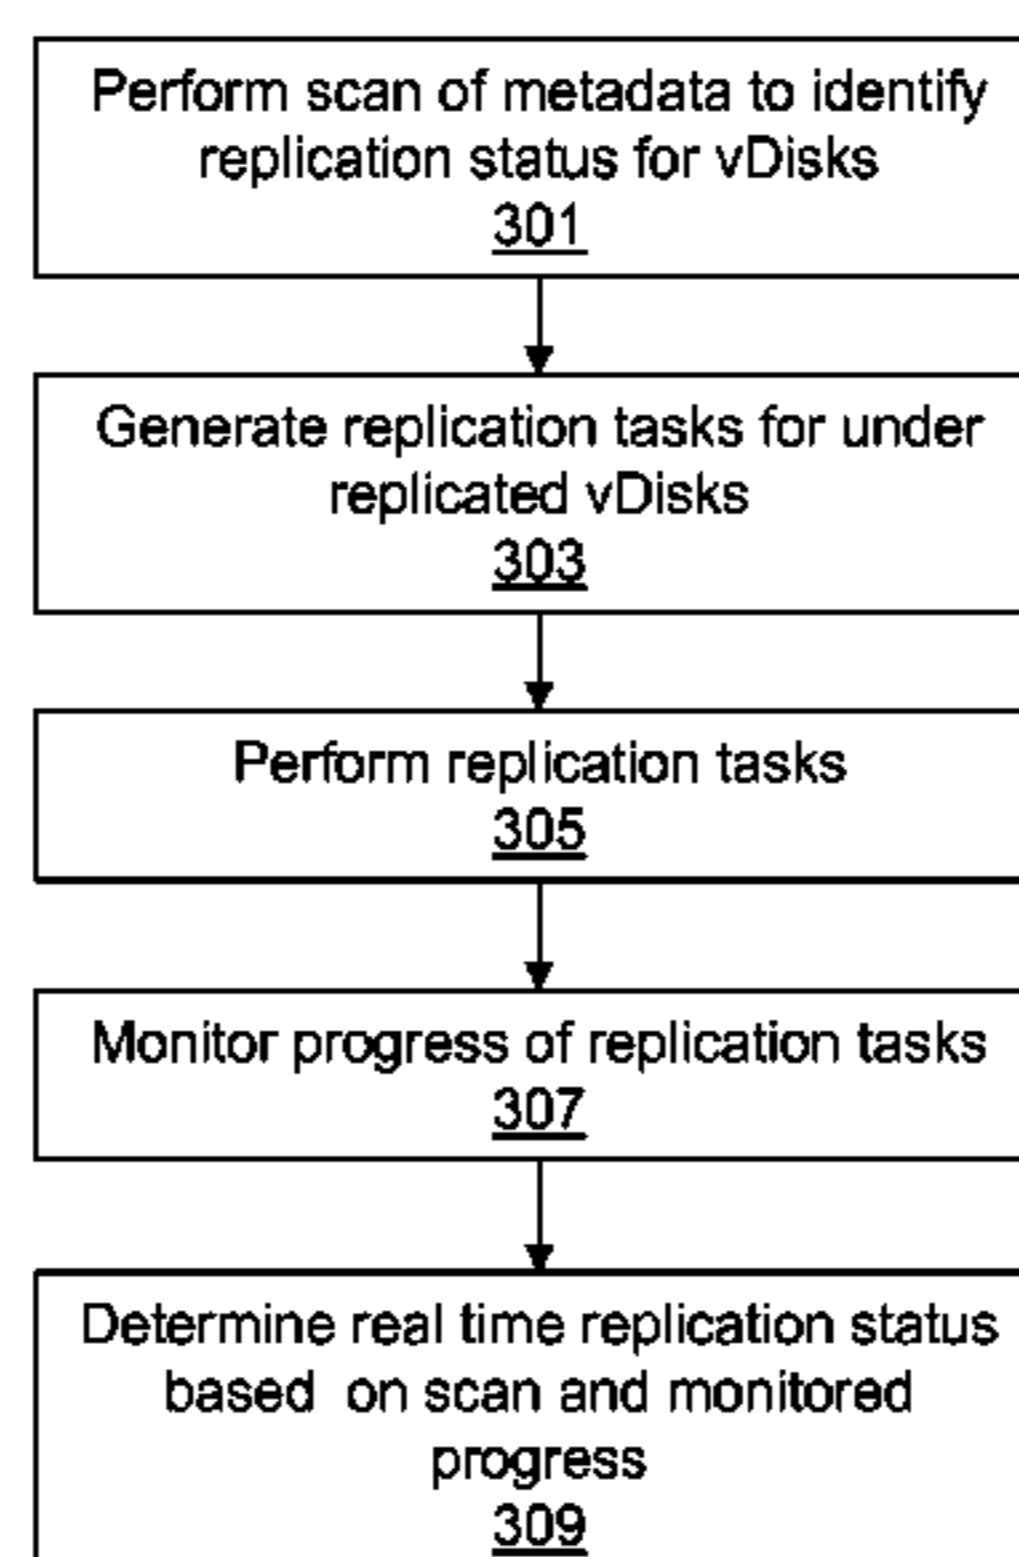 Perform scan of metadata to identify
replication status for vDisks
301
Generate replication tasks for under
replicated vDisks
303
Perform replication tasks
305
Monitor progress of replication tasks
307
Determine real time replication status
based on scan and monitored
progress
309